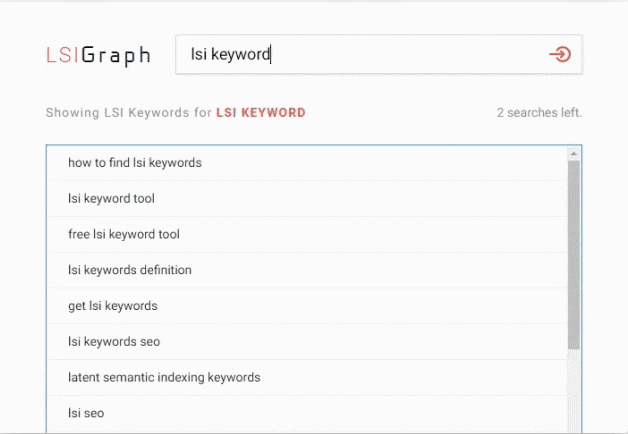 LSIGraph
lsi keyword
Showing LSI Keywords for LSI KEYWORD
2 searches left.
how to find lsi keywords
lsi keyword tool
free lsi keyword tool
lsi keywords definition
get lsi keywords
lsi keywords seo
latent semantic indexing keywords
lsi seo